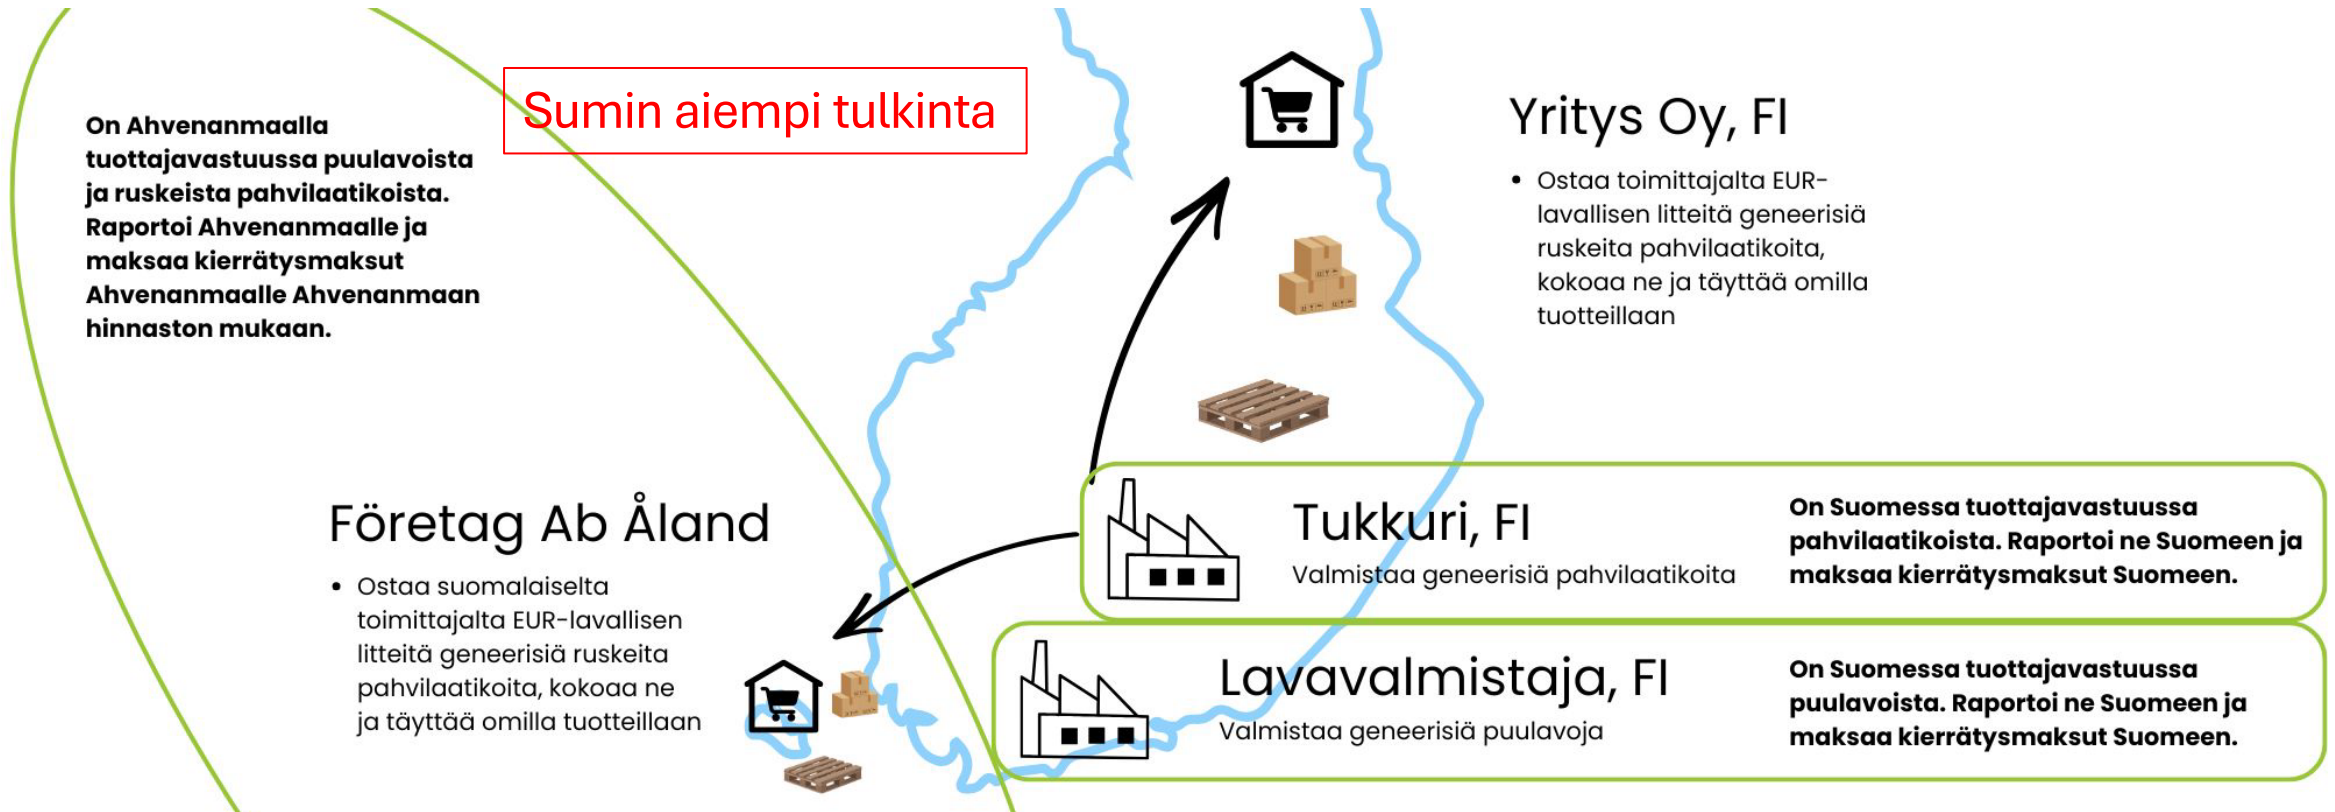 Sumin aiempi tulkinta
On Ahvenanmaalla
tuottajavastuussa puulavoista
ja ruskeista pahvilaatikoista.
Raportoi Ahvenanmaalle ja
maksaa kierrätysmaksut
Ahvenanmaalle Ahvenanmaan
hinnaston mukaan.
Yritys Oy, FI
• Ostaa toimittajalta EUR-
lavallisen litteitä geneerisiä
ruskeita pahvilaatikoita,
kokoaa ne ja täyttää omilla
tuotteillaan
Företag Ab Åland
• Ostaa suomalaiselta
toimittajalta EUR-lavallisen
litteitä geneerisiä ruskeita
pahvilaatikoita, kokoaa ne
ja täyttää omilla tuotteillaan
Tukkuri, FI
Valmistaa geneerisiä pahvilaatikoita
On Suomessa tuottajavastuussa
pahvilaatikoista. Raportoi ne Suomeen ja
maksaa kierrätysmaksut Suomeen.
Lavavalmistaja, FI
Valmistaa geneerisiä puulavoja
On Suomessa tuottajavastuussa
puulavoista. Raportoi ne Suomeen ja
maksaa kierrätysmaksut Suomeen.